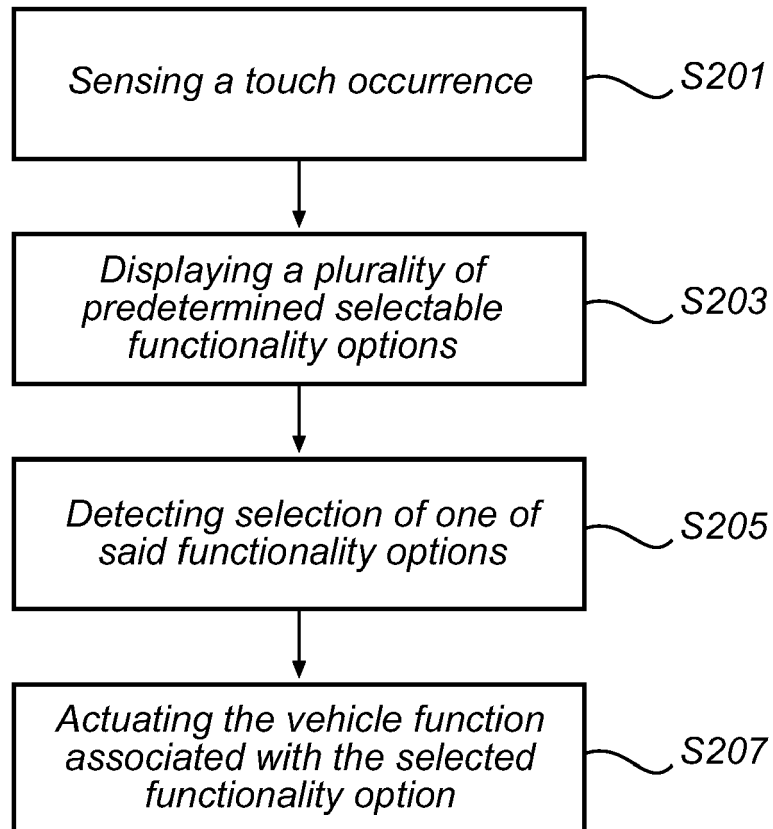 Sensing a touch occurrence
S201
Displaying a plurality of
predetermined selectable
functionality options
S203
Detecting selection of one of
said functionality options
S205
Actuating the vehicle function
associated with the selected
functionality option
S207